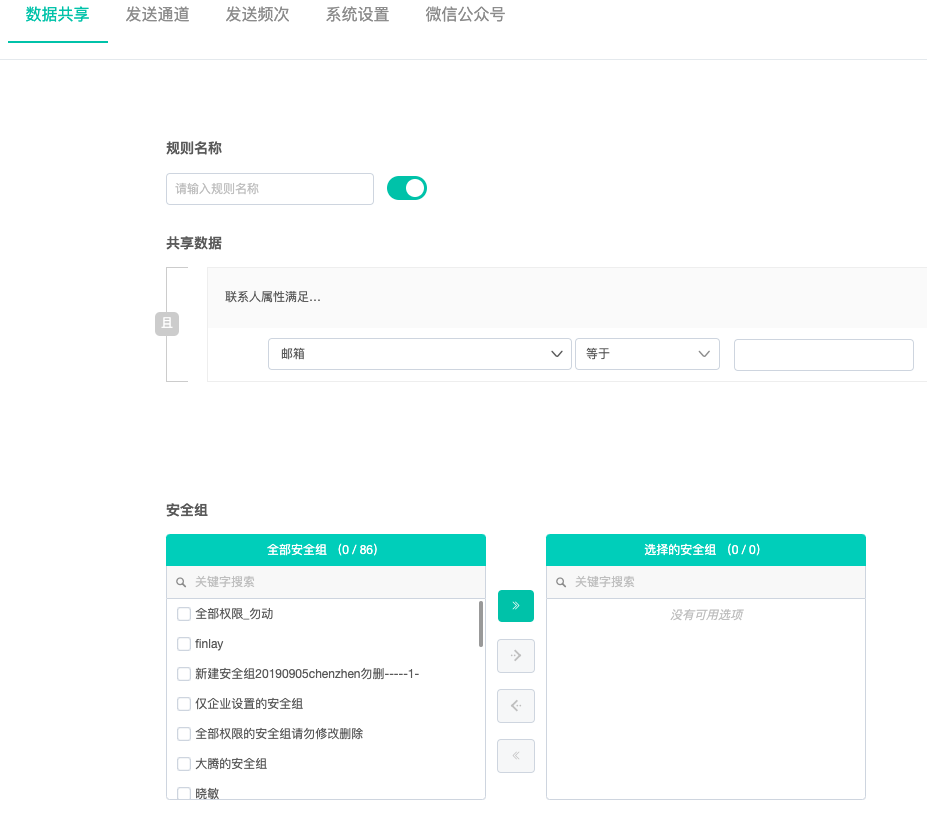 数据共享 发送通道 发送频次 系统设置 微信公众号
规则名称
请输入规则名称
共享数据
联系人属性满足...
且
邮箱 等于
安全组
全部安全组 (0 / 86) 选择的安全组 (0 / 0)
关键字搜索 关键字搜索
全部权限_勿动 没有可用选项
finlay
新建安全组20190905chenzhen勿删-----1-
仅企业设置的安全组
全部权限的安全组请勿修改删除
大腾的安全组
晓敏